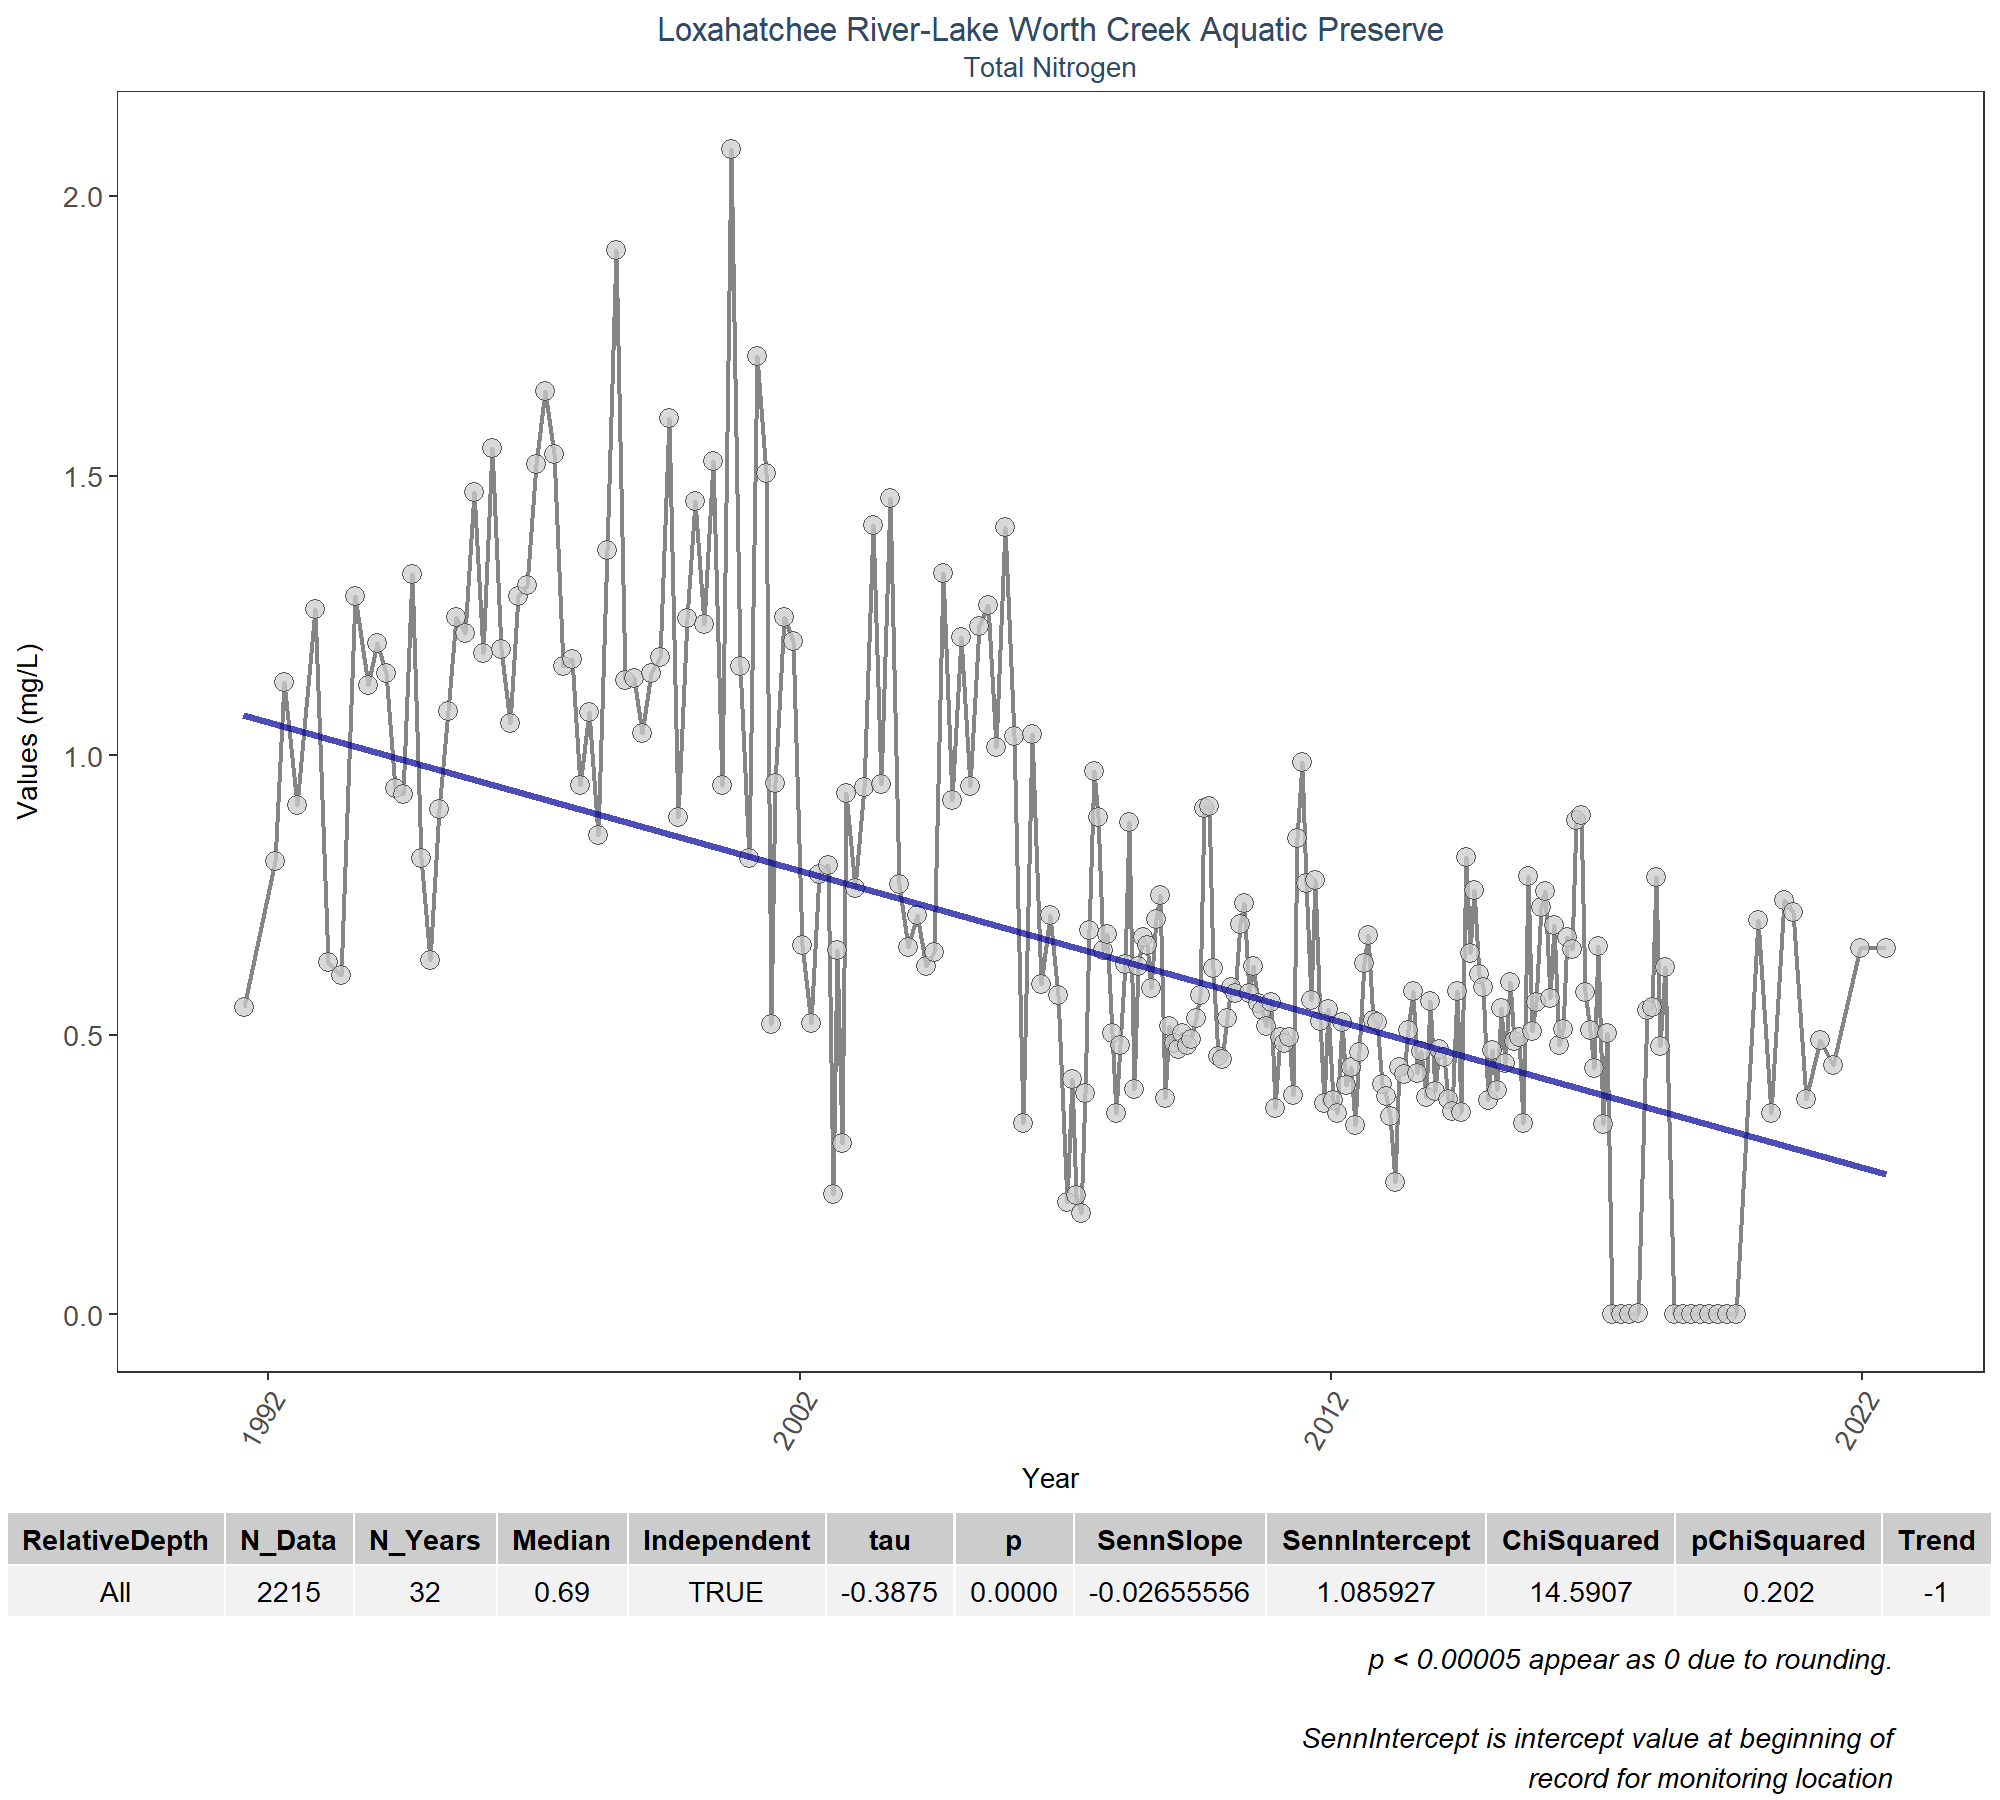 Loxahatchee River-Lake Worth Creek Aquatic Preserve
Total Nitrogen
Values (mg/L)
2.0
1.5
1.0
0.5
0.0
1992 2002 2012 2022
Year
RelativeDepth N_Data N_Years Median Independent tau p SennSlope SennIntercept ChiSquared pChiSquared Trend
All 2215 32 0.69 TRUE -0.3875 0.0000 -0.02655556 1.085927 14.5907 0.202 -1
p < 0.00005 appear as 0 due to rounding.
SennIntercept is intercept value at beginning of
record for monitoring location